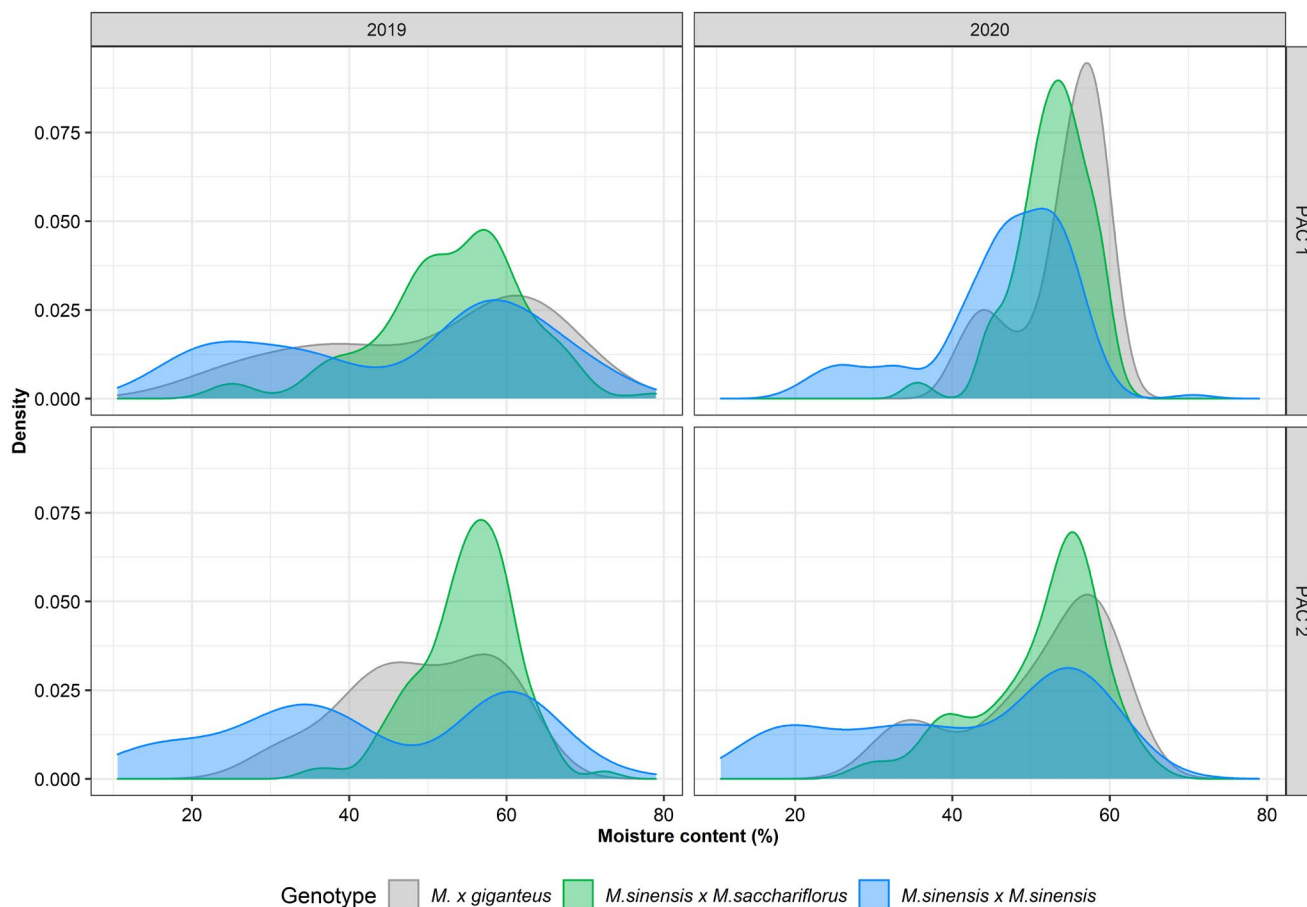 2019 2020
0.075
0.050
0.025
0.000
PAC 1
Density
0.075
0.050
0.025
0.000
PAC 2
20 40 60 80 20 40 60 80
Moisture content (%)
Genotype M. x giganteus M.sinensis x M.sacchariflorus M.sinensis x M.sinensis